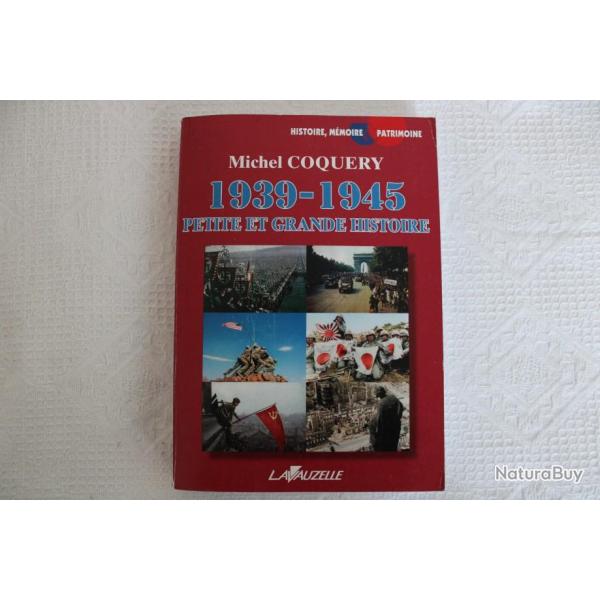 HISTOIRE, MÉMOIRE PATRIMOINE
Michel COQUERY
1939-1945
PETITE ET GRANDE HISTOIRE
LAVAUZELLE
NaturaBuy